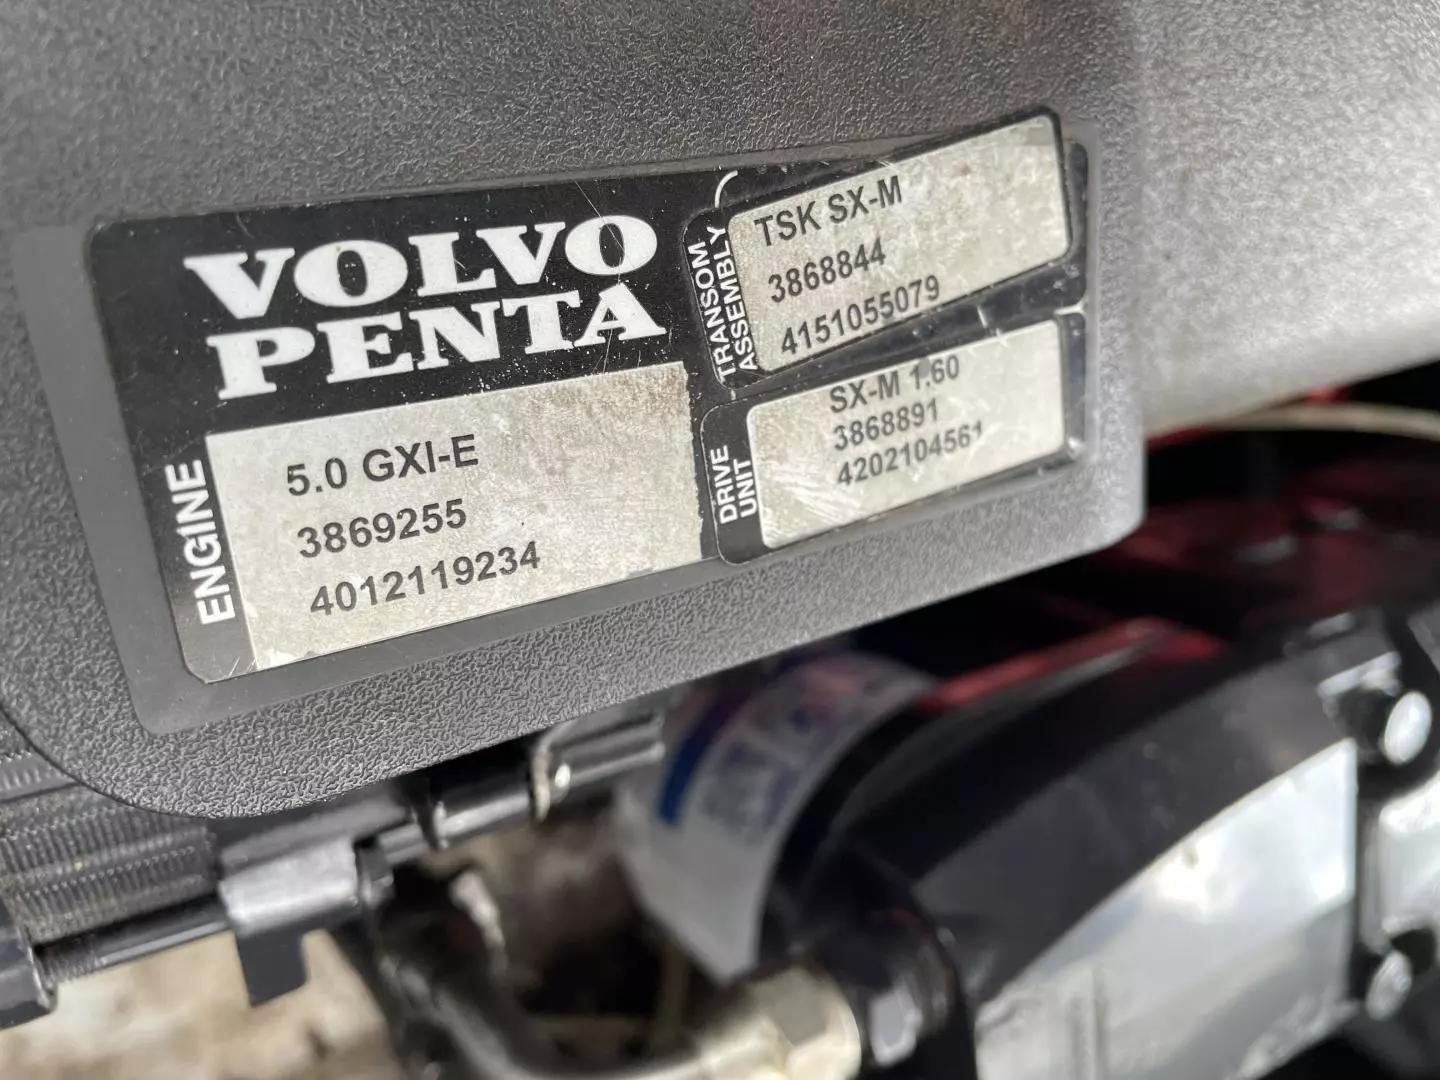 VOLVO
PENTA
ENGINE
5.0 GXI-E
3869255
4012119234
TRANSOM
ASSEMBLY
TSK SX-M
3868844
4151055079
DRIVE
UNIT
SX-M 1.60
3868891
4202104561